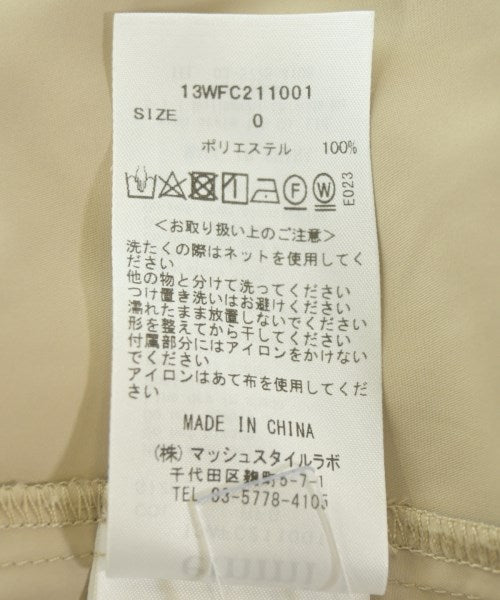 13WFC211001
SIZE 0
ポリエステル 100%
F W E023
＜お取り扱い上のご注意＞
洗たくの際はネットを使用してく
ださい
他の物と分けて洗ってください
つけ置き洗いはお避けください
濡れたまま放置しないでください
形を整えてから干してください
付属部分にはアイロンをかけない
でください
アイロンはあて布を使用してくだ
さい
MADE IN CHINA
(株) マッシュスタイルラボ
千代田区麹町5-7-1
TEL 03-5778-4105